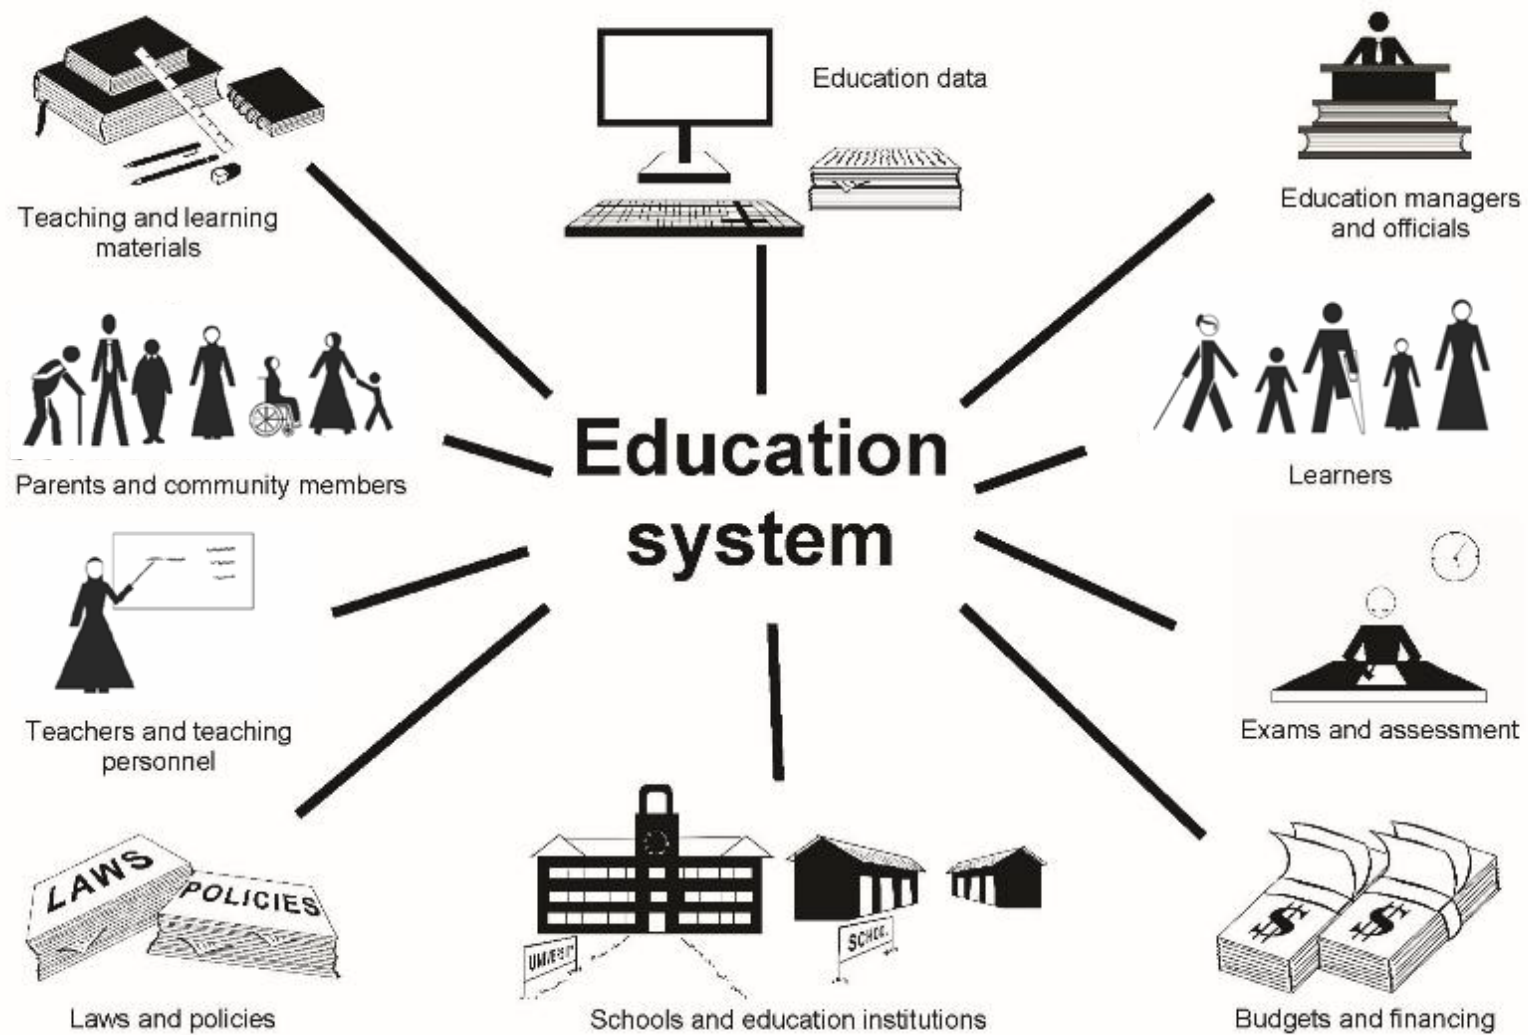 Education data
Teaching and learning
materials
Education managers
and officials
Parents and community members
Education
system
Learners
Teachers and teaching
personnel
Exams and assessment
LAWS
POLICIES
Laws and policies
UNIVERSITY
SCHOOL
Schools and education institutions
$
$
Budgets and financing